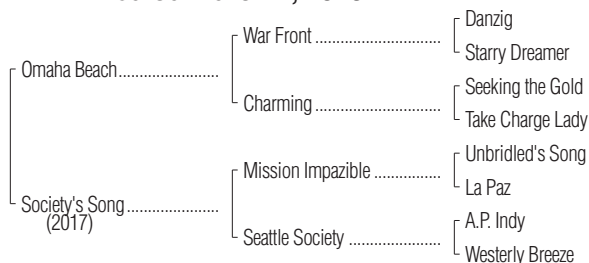 War Front
Danzig
Starry Dreamer
Omaha Beach
Charming
Seeking the Gold
Take Charge Lady
Society's Song
(2017)
Mission Impazible
Unbridled's Song
La Paz
Seattle Society
A.P. Indy
Westerly Breeze